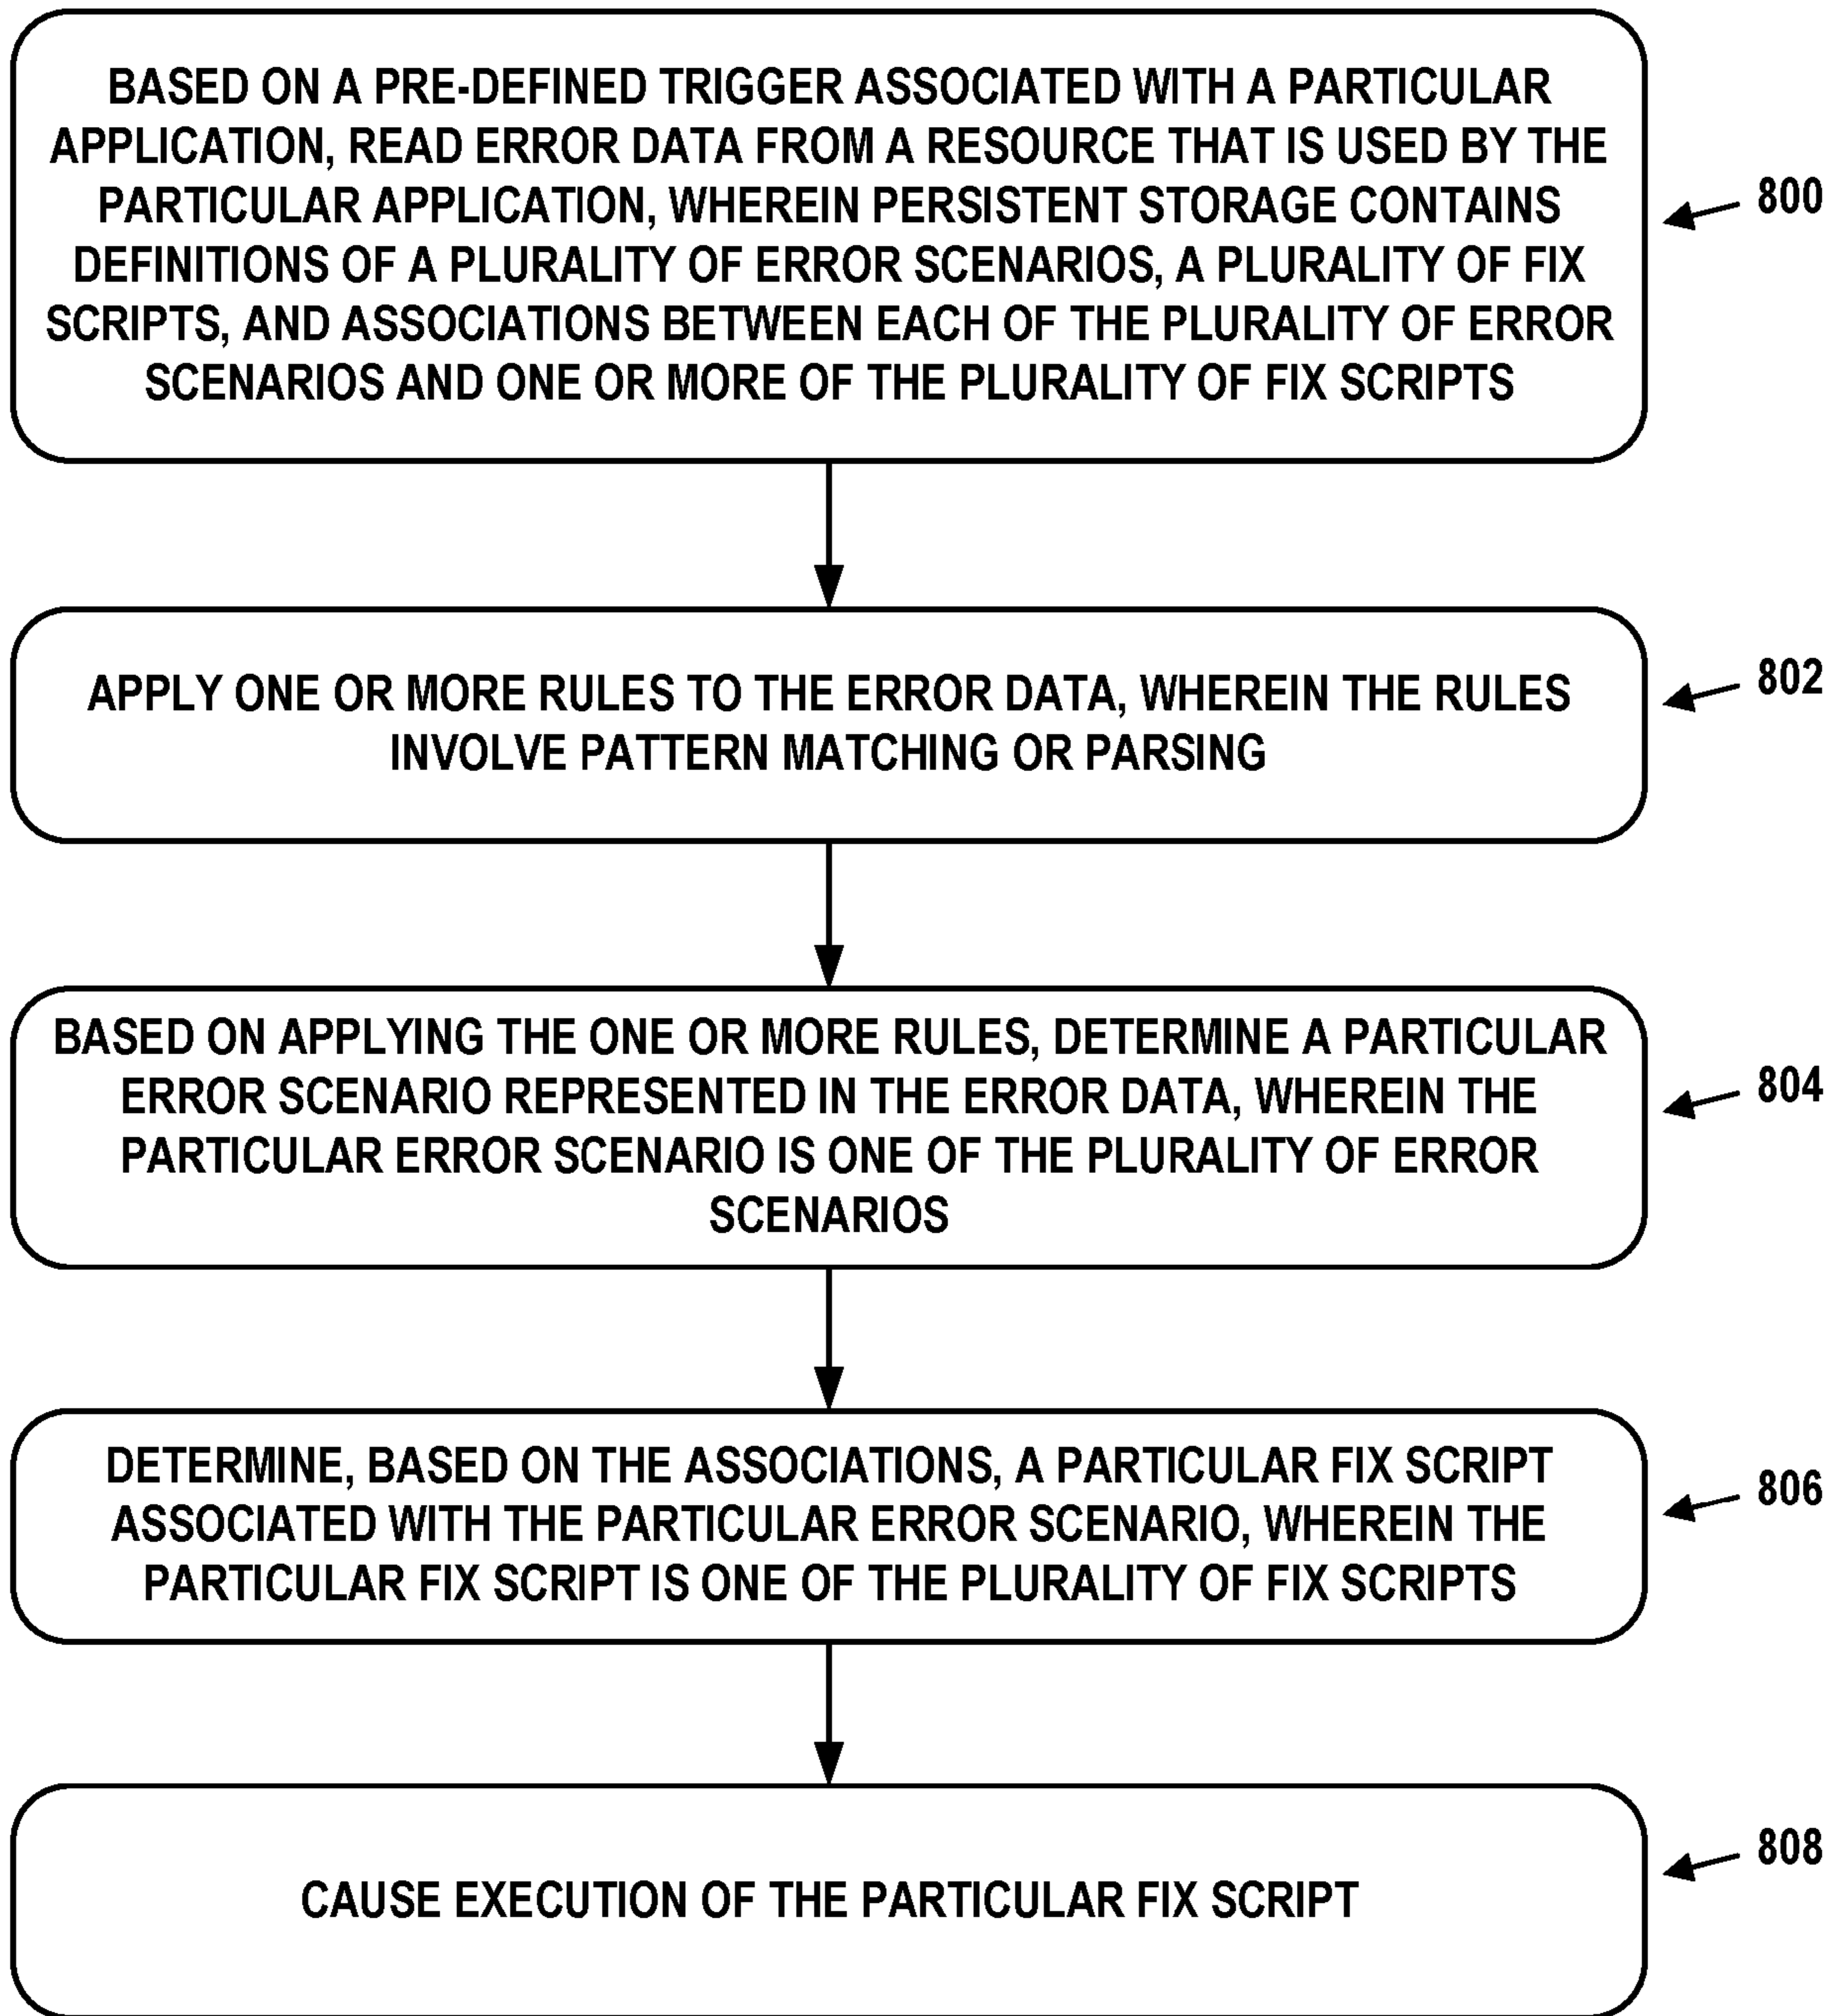 BASED ON A PRE-DEFINED TRIGGER ASSOCIATED WITH A PARTICULAR
APPLICATION, READ ERROR DATA FROM A RESOURCE THAT IS USED BY THE
PARTICULAR APPLICATION, WHEREIN PERSISTENT STORAGE CONTAINS
DEFINITIONS OF A PLURALITY OF ERROR SCENARIOS, A PLURALITY OF FIX
SCRIPTS, AND ASSOCIATIONS BETWEEN EACH OF THE PLURALITY OF ERROR
SCENARIOS AND ONE OR MORE OF THE PLURALITY OF FIX SCRIPTS
800
APPLY ONE OR MORE RULES TO THE ERROR DATA, WHEREIN THE RULES
INVOLVE PATTERN MATCHING OR PARSING
802
BASED ON APPLYING THE ONE OR MORE RULES, DETERMINE A PARTICULAR
ERROR SCENARIO REPRESENTED IN THE ERROR DATA, WHEREIN THE
PARTICULAR ERROR SCENARIO IS ONE OF THE PLURALITY OF ERROR
SCENARIOS
804
DETERMINE, BASED ON THE ASSOCIATIONS, A PARTICULAR FIX SCRIPT
ASSOCIATED WITH THE PARTICULAR ERROR SCENARIO, WHEREIN THE
PARTICULAR FIX SCRIPT IS ONE OF THE PLURALITY OF FIX SCRIPTS
806
CAUSE EXECUTION OF THE PARTICULAR FIX SCRIPT
808